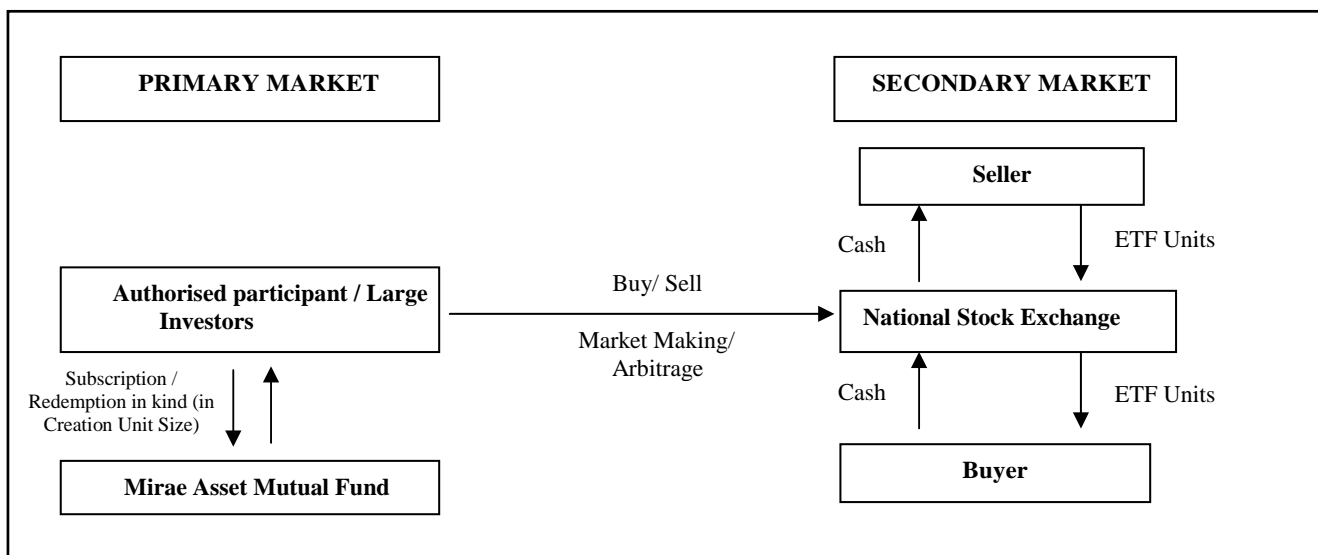 PRIMARY MARKET
SECONDARY MARKET
Seller
Cash
ETF Units
Authorised participant / Large
Investors
Buy/ Sell
Market Making/
Arbitrage
National Stock Exchange
Subscription /
Redemption in kind (in
Creation Unit Size)
Cash
ETF Units
Mirae Asset Mutual Fund
Buyer